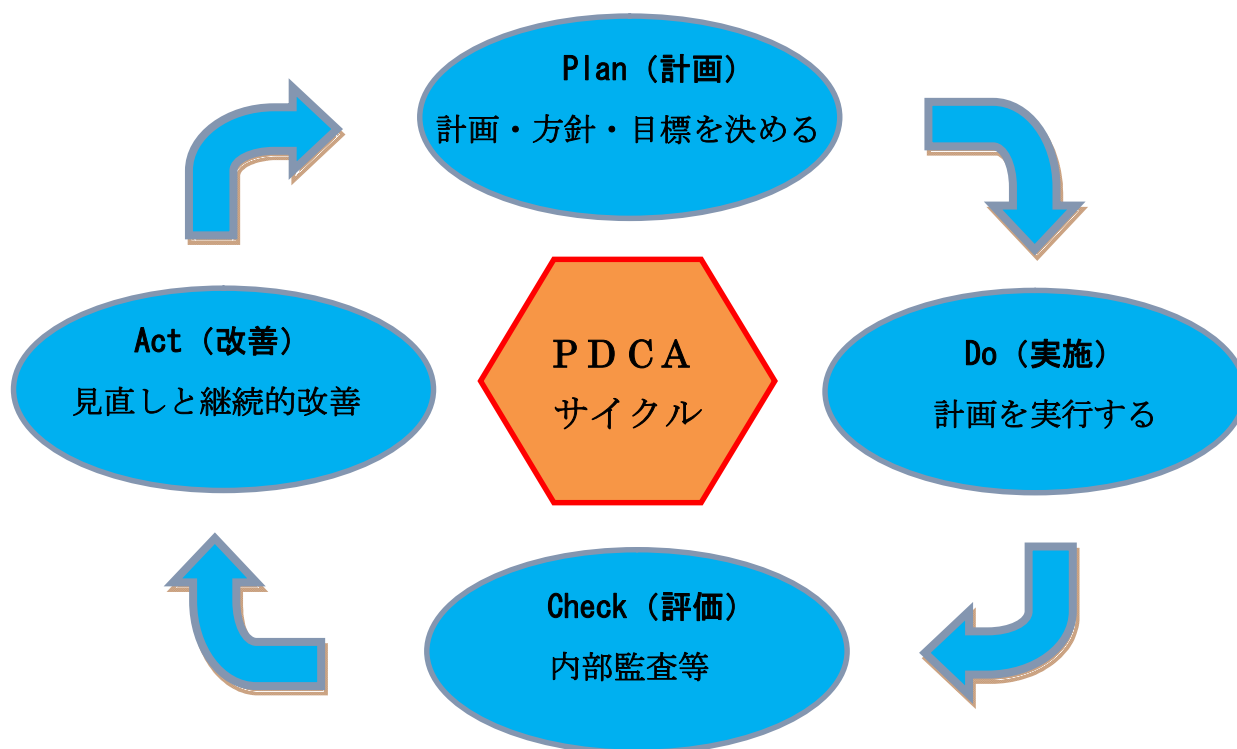 Plan（計画）
計画・方針・目標を決める
Act（改善）
見直しと継続的改善
ＰＤＣＡ
サイクル
Do（実施）
計画を実行する
Check（評価）
内部監査等